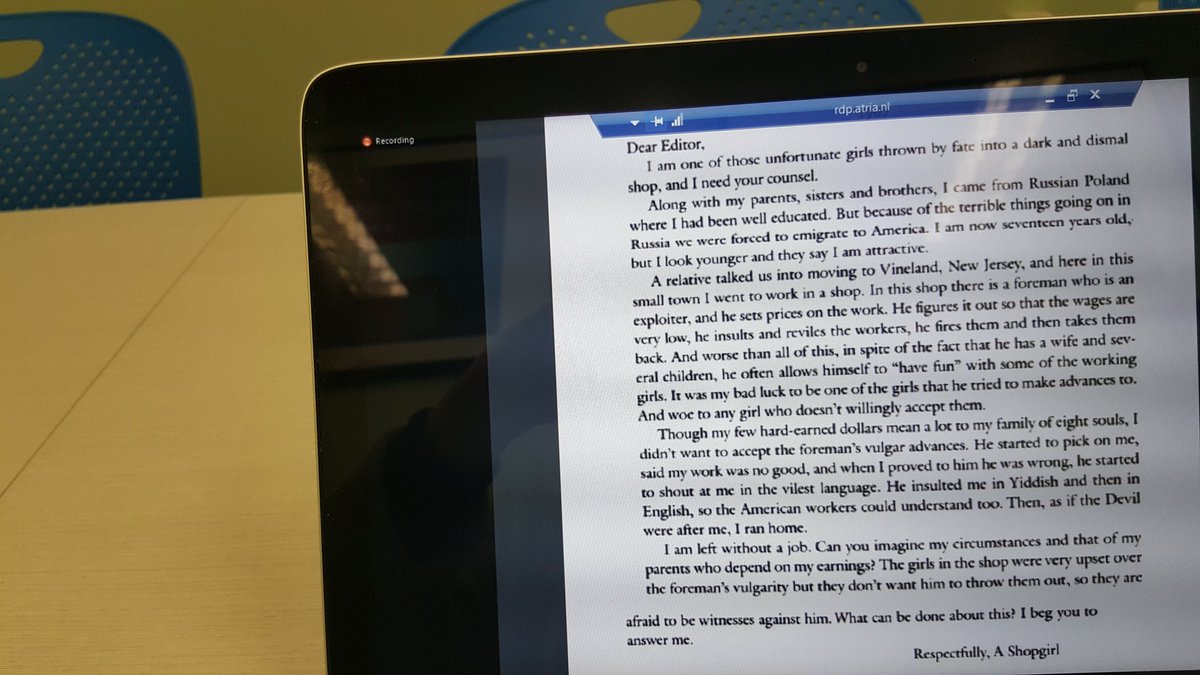 Recording
rdp.atria.nl
Dear Editor,
I am one of those unfortunate girls thrown by fate into a dark and dismal
shop, and I need your counsel.
Along with my parents, sisters and brothers, I came from Russian Poland
where I had been well educated. But because of the terrible things going on in
Russia we were forced to emigrate to America. I am now seventeen years old,
but I look younger and they say I am attractive.
A relative talked us into moving to Vineland, New Jersey, and here in this
small town I went to work in a shop. In this shop there is a foreman who is an
exploiter, and he sets prices on the work. He figures it out so that the wages are
very low, he insults and reviles the workers, he fires them and then takes them
back. And worse than all of this, in spite of the fact that he has a wife and sev-
eral children, he often allows himself to “have fun” with some of the working
girls. It was my bad luck to be one of the girls that he tried to make advances to.
And woe to any girl who doesn’t willingly accept them.
Though my few hard-earned dollars mean a lot to my family of eight souls, I
didn’t want to accept the foreman’s vulgar advances. He started to pick on me,
said my work was no good, and when I proved to him he was wrong, he started
to shout at me in the vilest language. He insulted me in Yiddish and then in
English, so the American workers could understand too. Then, as if the Devil
were after me, I ran home.
I am left without a job. Can you imagine my circumstances and that of my
parents who depend on my earnings? The girls in the shop were very upset over
the foreman’s vulgarity but they don’t want him to throw them out, so they are
afraid to be witnesses against him. What can be done about this? I beg you to
answer me.
Respectfully, A Shopgirl